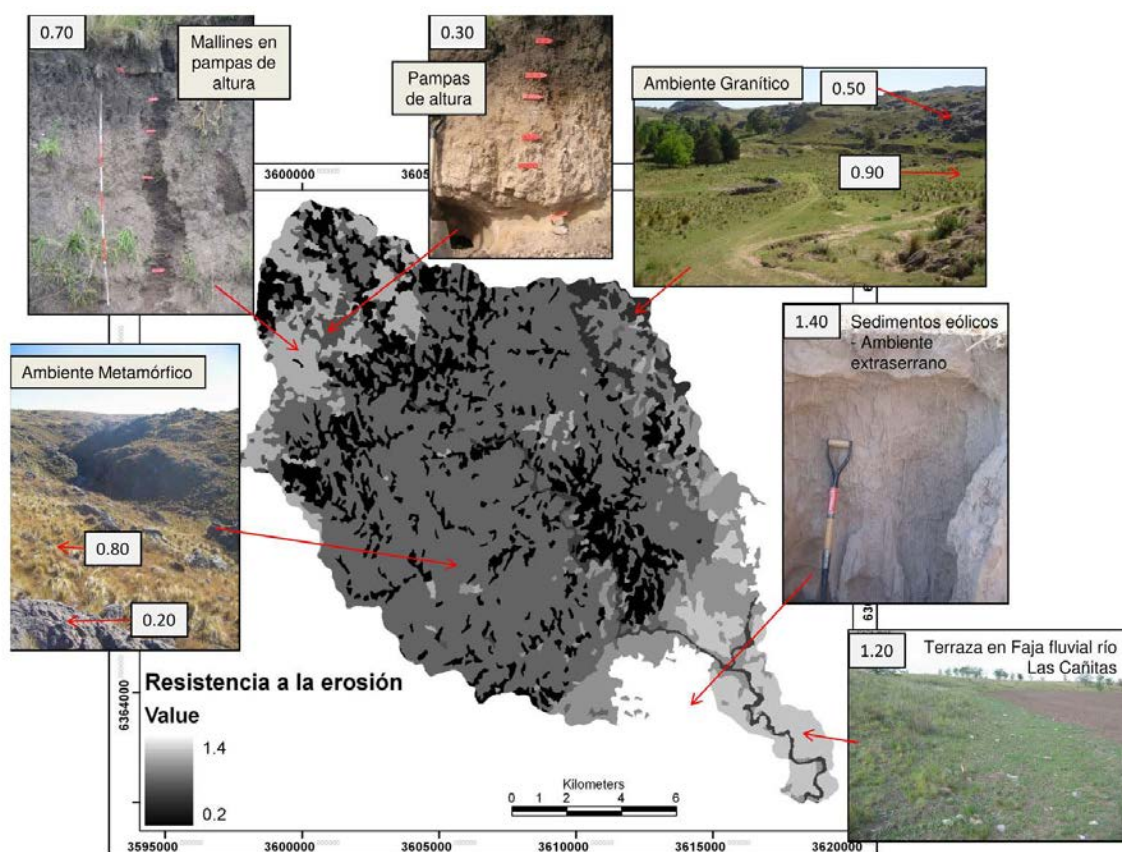 0.70
Mallines en
pampas de
altura
0.30
Pampas
de altura
Ambiente Granítico
0.50
0.90
3600000
1.40
Sedimentos eólicos
- Ambiente
extraserrano
Ambiente Metamórfico
0.80
0.20
1.20
Terraza en Faja fluvial río
Las Cañitas
6364000
Resistencia a la erosión
Value
1.4
0.2
Kilometers
0 1 2 4 6
3595000
3600000
3605000
3610000
3615000
3620000